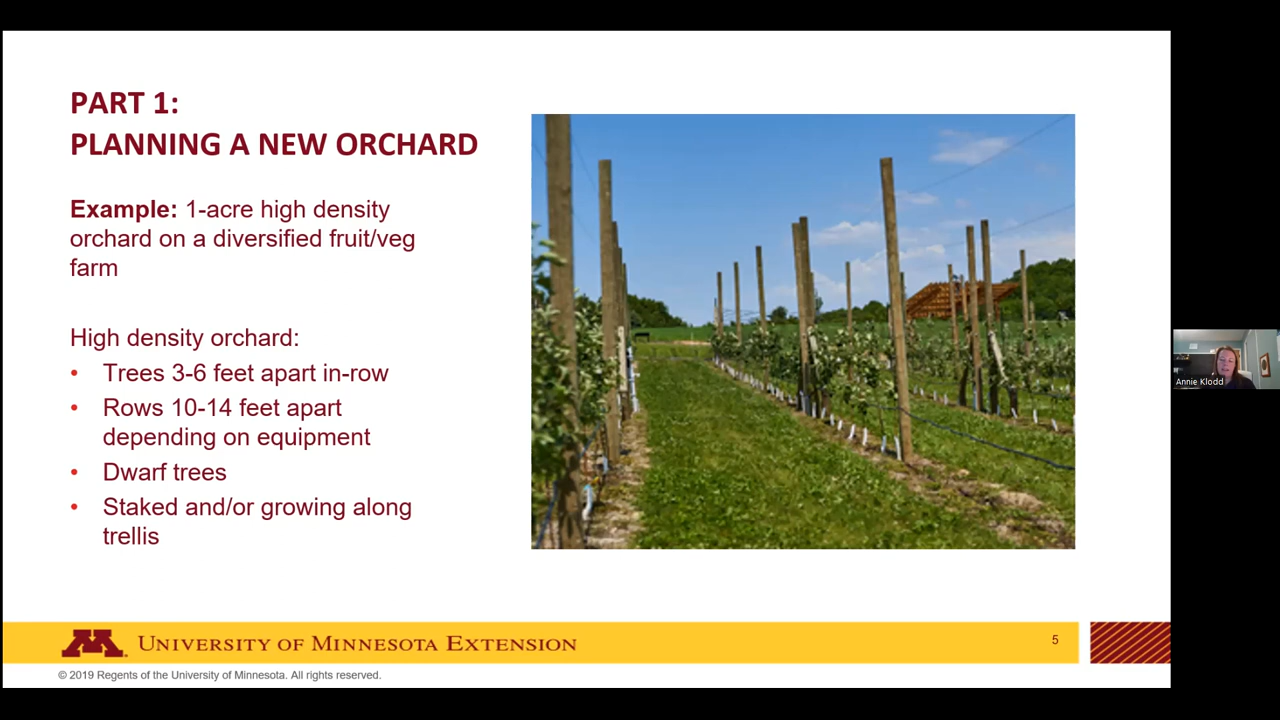 PART 1:
PLANNING A NEW ORCHARD
Example: 1-acre high density
orchard on a diversified fruit/veg
farm
High density orchard:
• Trees 3-6 feet apart in-row
• Rows 10-14 feet apart
depending on equipment
• Dwarf trees
• Staked and/or growing along
trellis
Annie Klodd
M
UNIVERSITY OF MINNESOTA EXTENSION
5
© 2019 Regents of the University of Minnesota. All rights reserved.